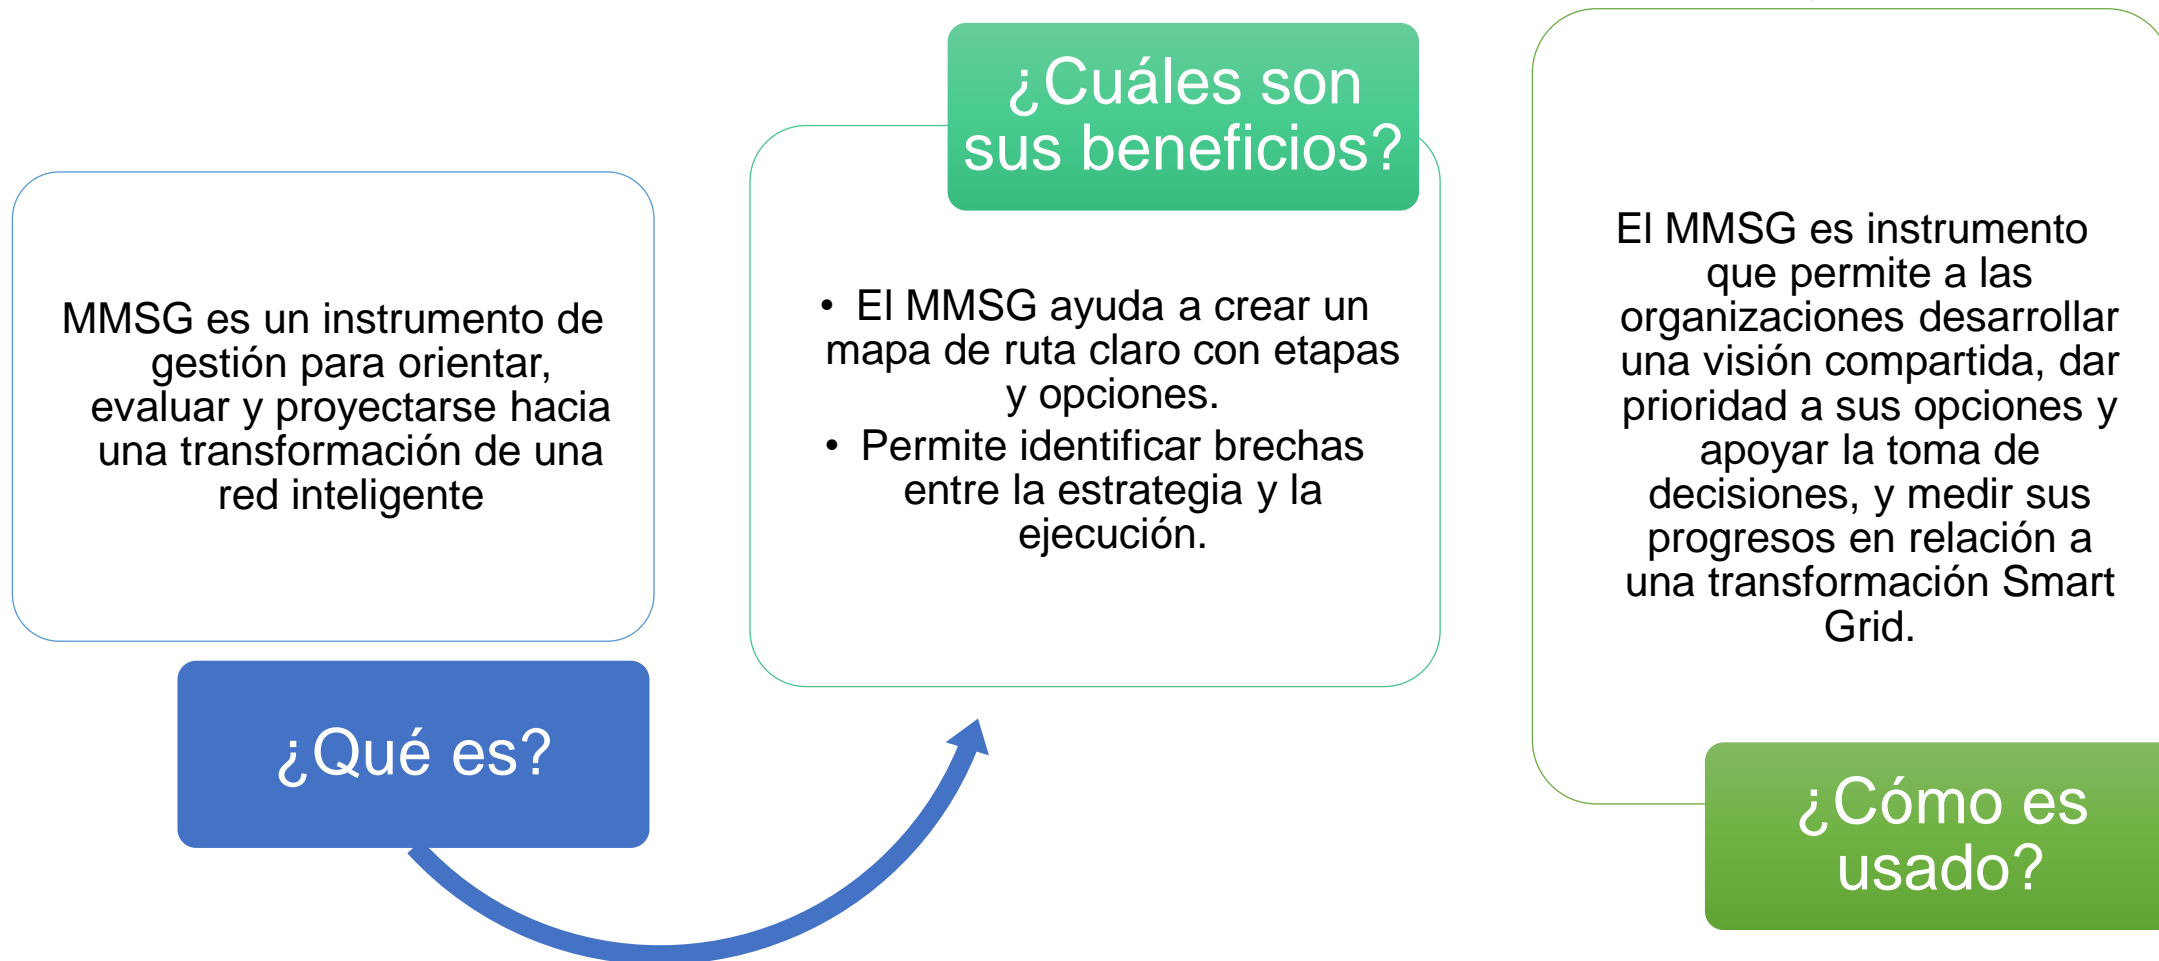 MMSG es un instrumento de
gestión para orientar,
evaluar y proyectarse hacia
una transformación de una
red inteligente
¿Qué es?
¿Cuáles son
sus beneficios?
• El MMSG ayuda a crear un
mapa de ruta claro con etapas
y opciones.
• Permite identificar brechas
entre la estrategia y la
ejecución.
El MMSG es instrumento
que permite a las
organizaciones desarrollar
una visión compartida, dar
prioridad a sus opciones y
apoyar la toma de
decisiones, y medir sus
progresos en relación a
una transformación Smart
Grid.
¿Cómo es
usado?